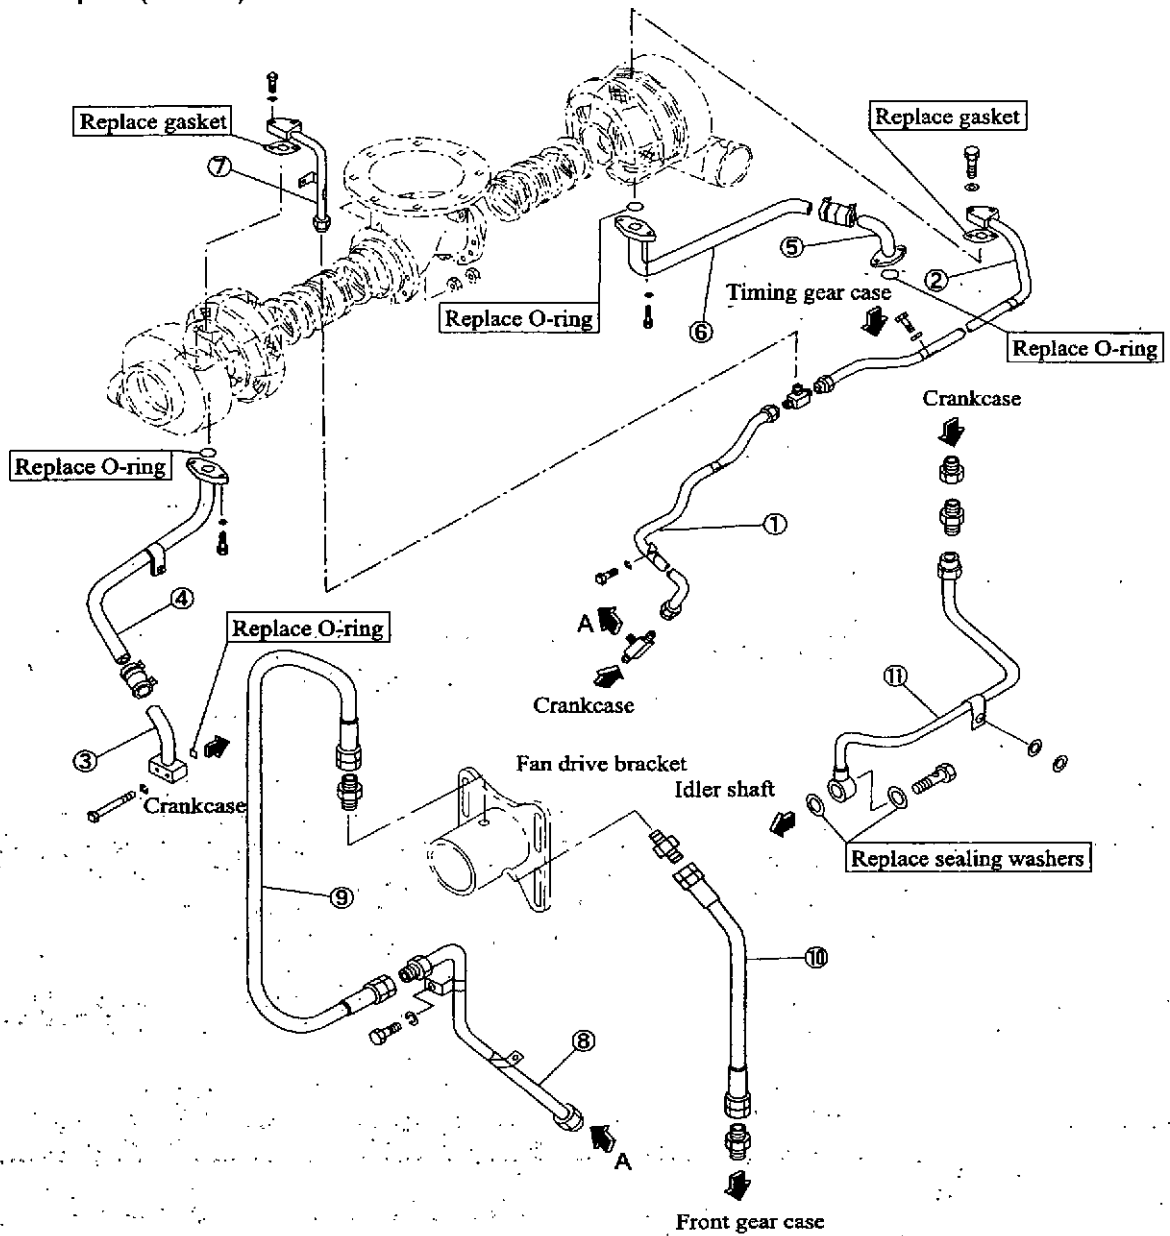 Replace gasket
Replace gasket
⑦
⑤
②
Replace O-ring
Timing gear case
⑥
Replace O-ring
Crankcase
Replace O-ring
①
④
Replace O-ring
A
Crankcase
⑪
③
Crankcase
Fan drive bracket
Idler shaft
Replace sealing washers
⑨
⑩
⑧
A
Front gear case